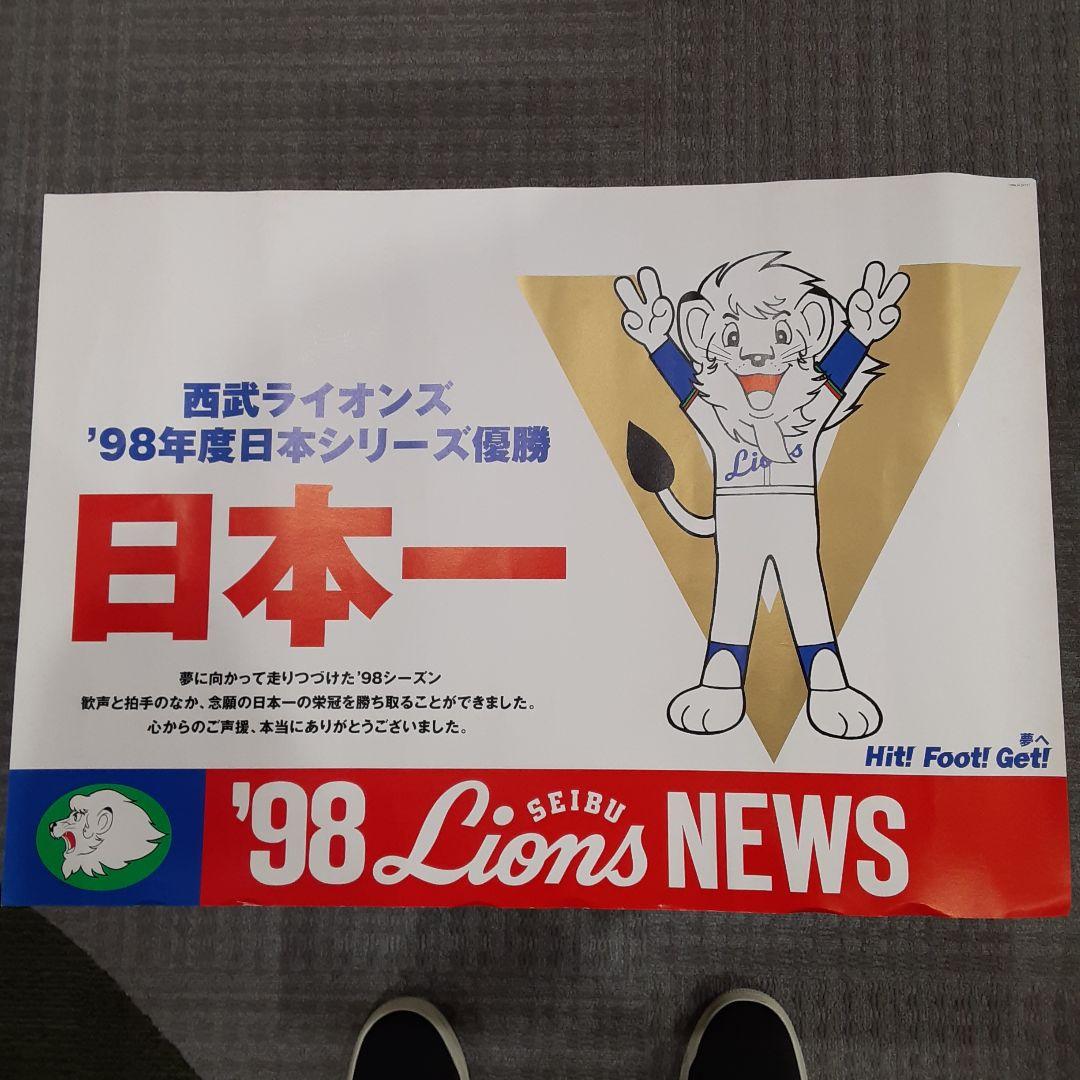 西武ライオンズ
’98年度日本シリーズ優勝
日本一
夢に向かって走りつづけた’98シーズン
歓声と拍手のなか、念願の日本一の栄冠を勝ち取ることができました。
心からのご声援、本当にありがとうございました。
Lions
夢へ
Hit! Foot! Get!
’98 SEIBU Lions NEWS